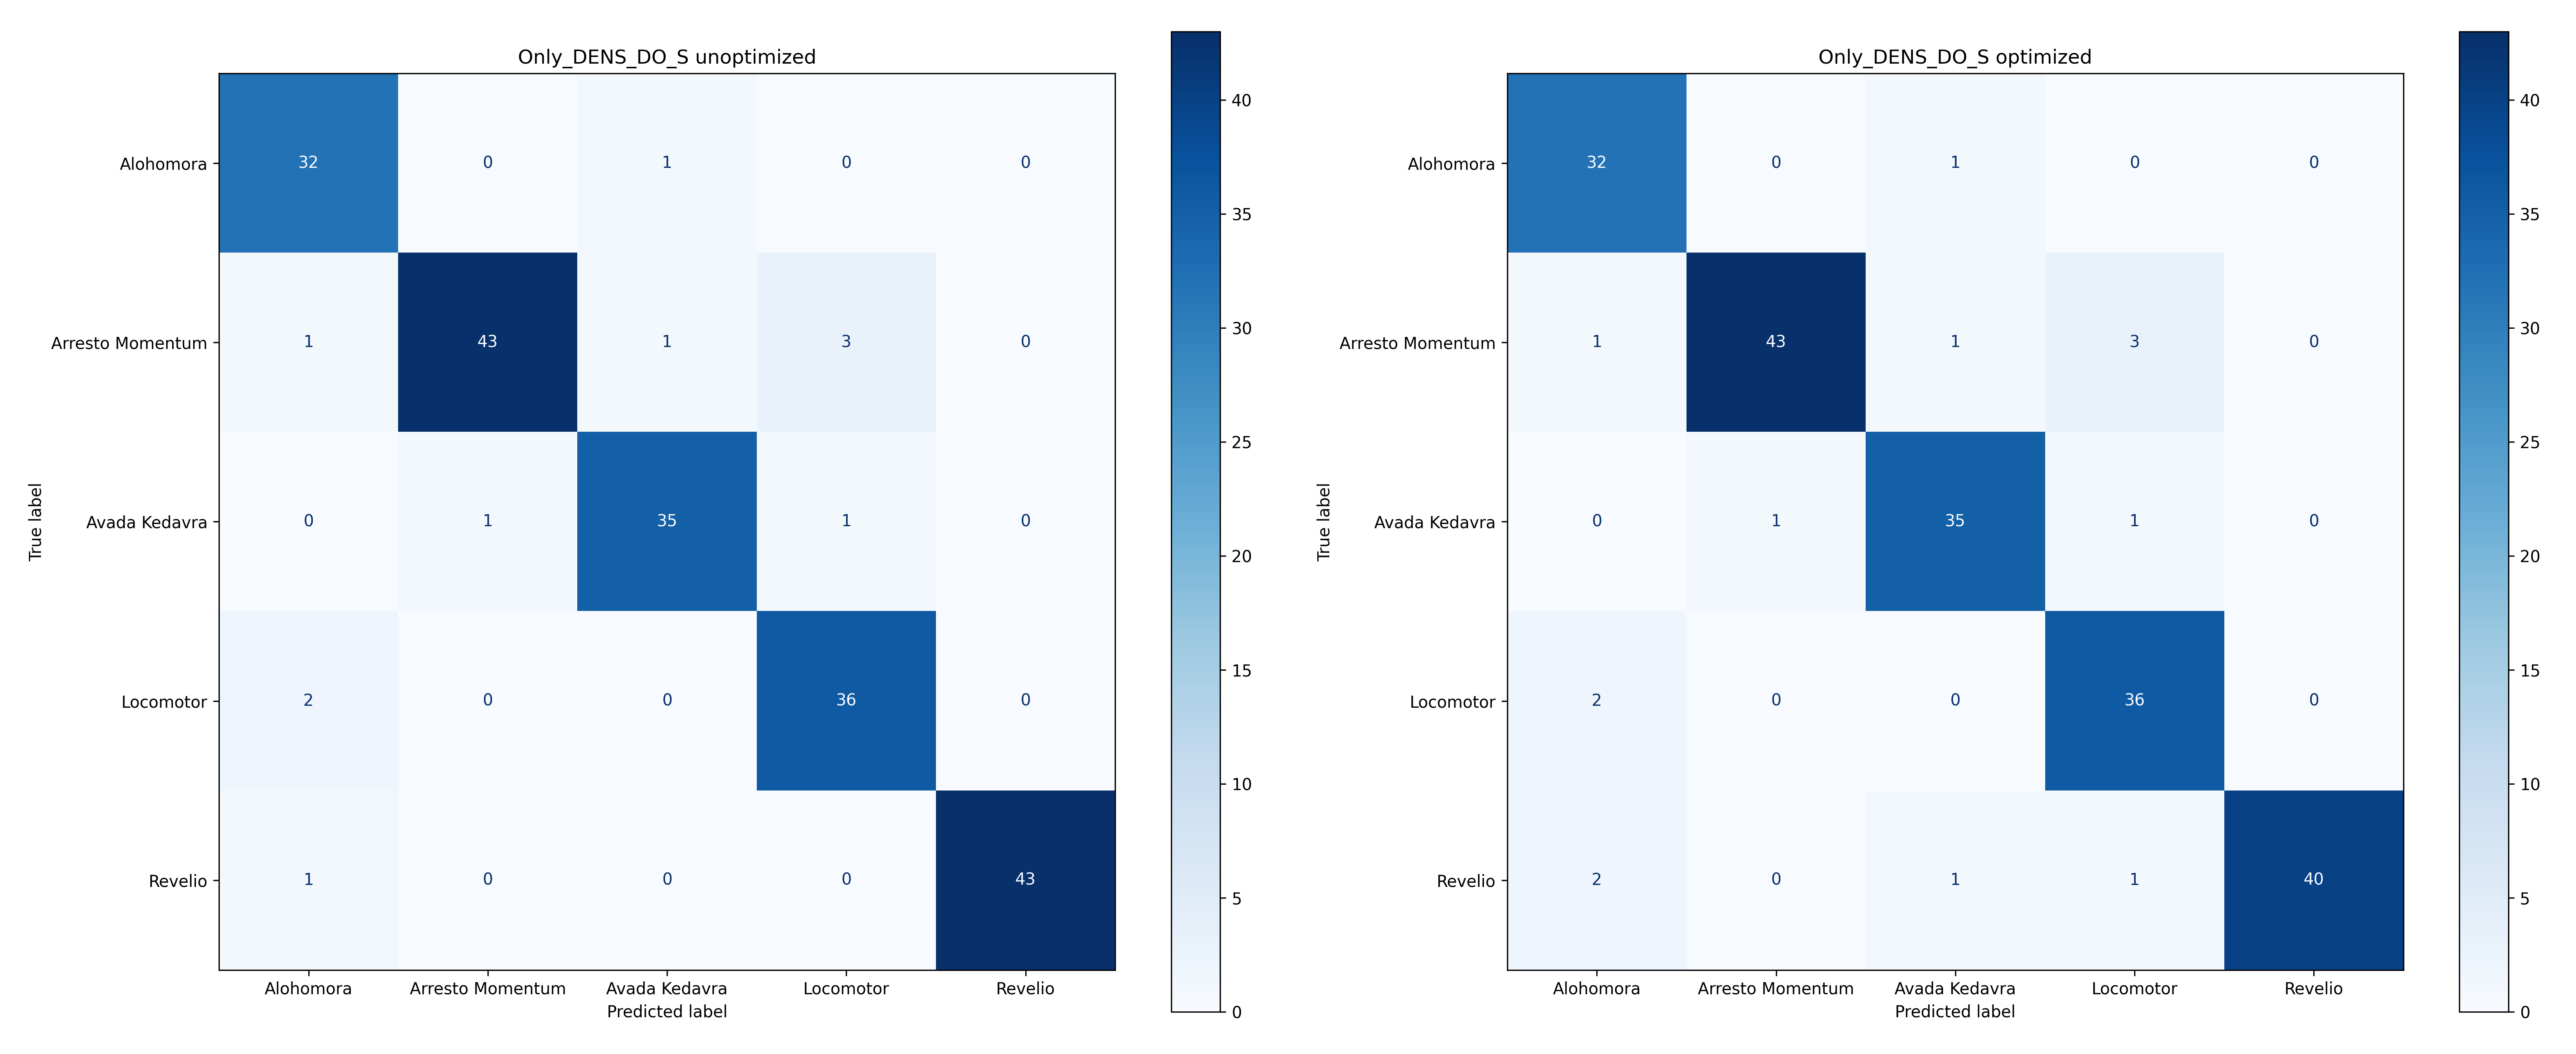 Only_DENS_DO_S unoptimized
True label
Alohomora 32 0 1 0 0
Arresto Momentum 1 43 1 3 0
Avada Kedavra 0 1 35 1 0
Locomotor 2 0 0 36 0
Revelio 1 0 0 0 43
Alohomora Arresto Momentum Avada Kedavra Locomotor Revelio
Predicted label
40
35
30
25
20
15
10
5
0
Only_DENS_DO_S optimized
True label
Alohomora 32 0 1 0 0
Arresto Momentum 1 43 1 3 0
Avada Kedavra 0 1 35 1 0
Locomotor 2 0 0 36 0
Revelio 2 0 1 1 40
Alohomora Arresto Momentum Avada Kedavra Locomotor Revelio
Predicted label
40
35
30
25
20
15
10
5
0